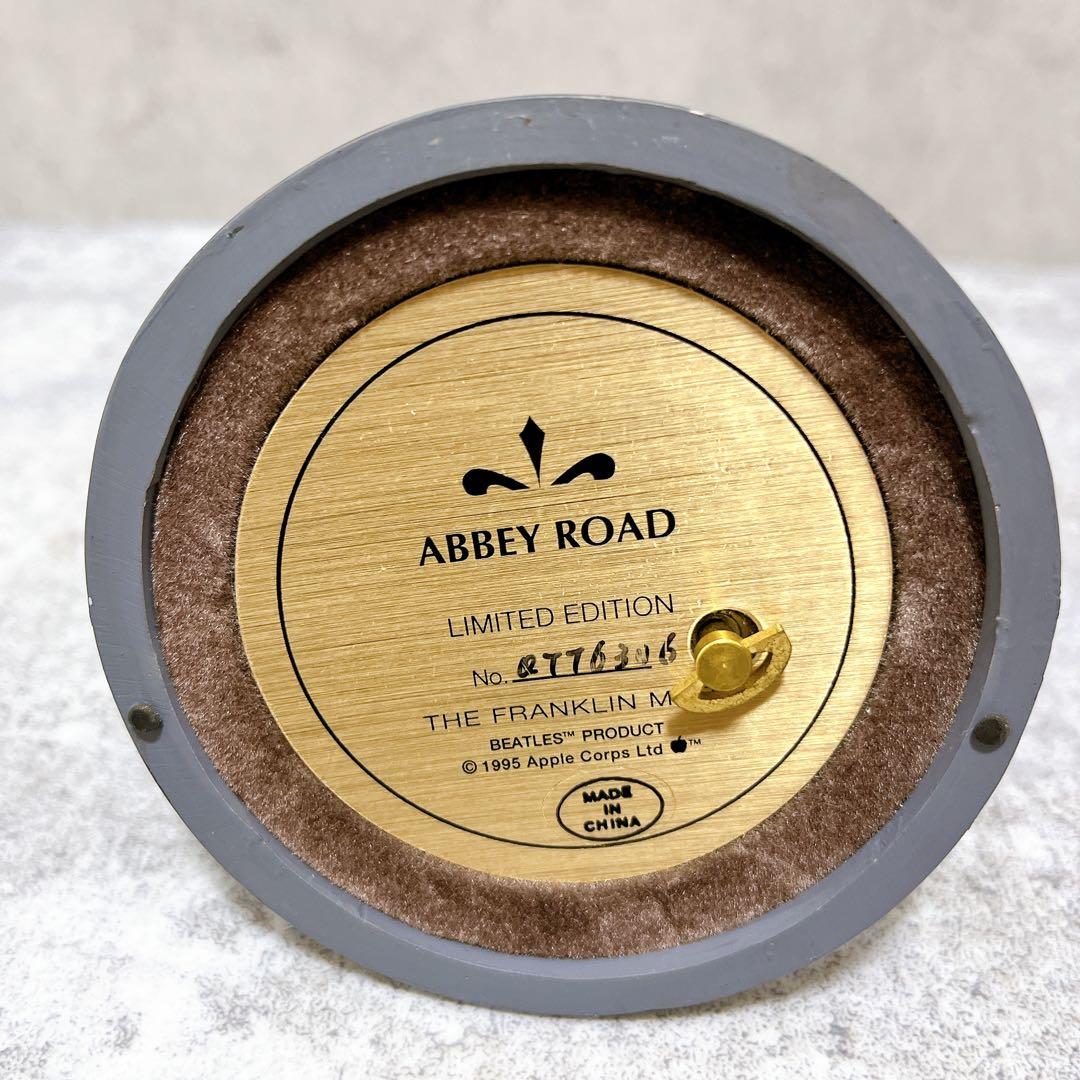 ABBEY ROAD
LIMITED EDITION
No.
THE FRANKLIN M
BEATLES™ PRODUCT
© 1995 Apple Corps Ltd ™
MADE
IN
CHINA